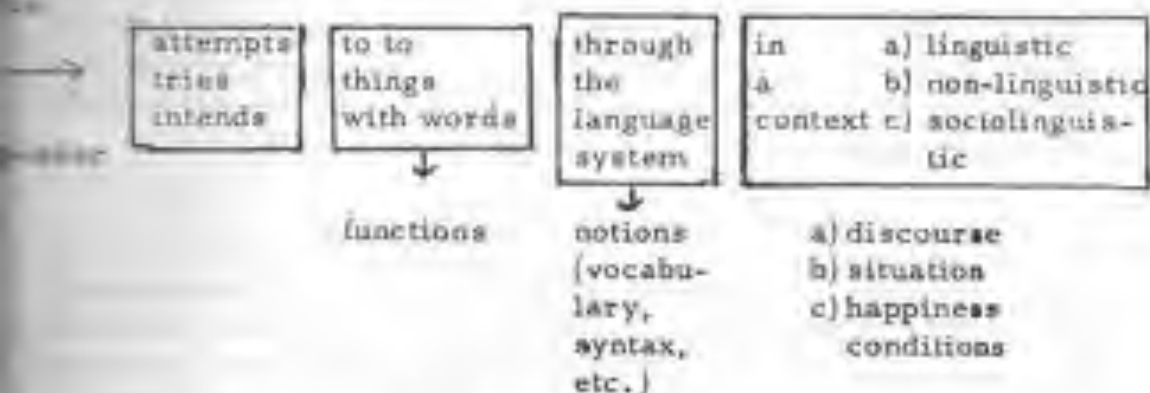 attempts
tries
intends
to to
things
with words
through
the
language
system
in a) linguistic
a b) non-linguistic
context c) sociolinguis-
tic
functions
notions
(vocabu-
lary,
syntax,
etc.)
a) discourse
b) situation
c) happiness
conditions